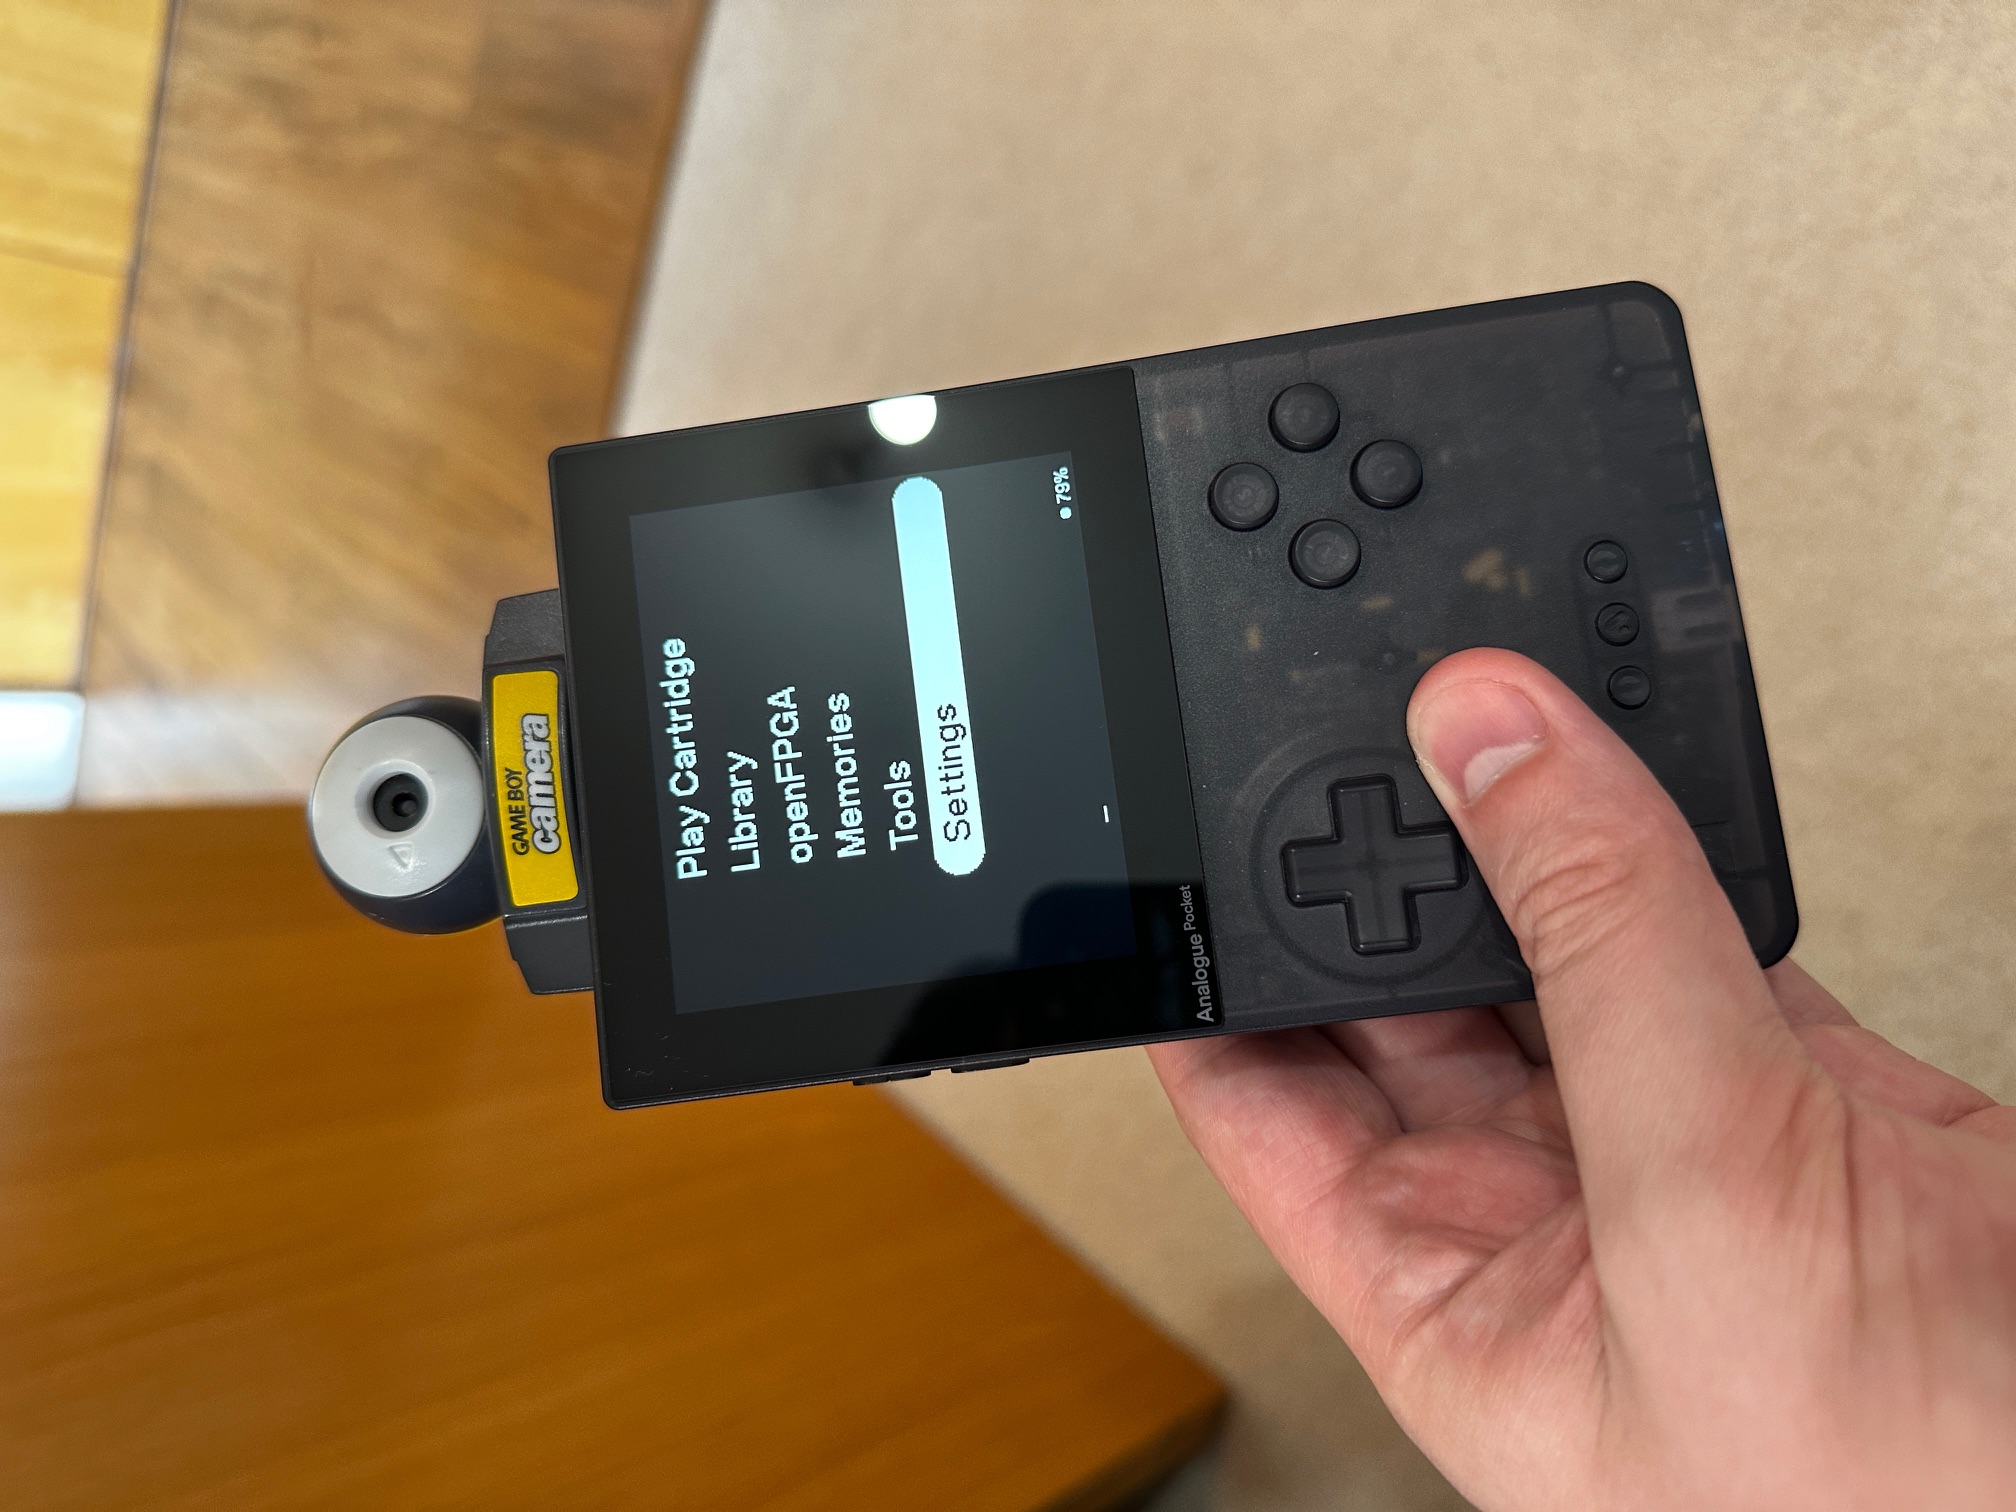 GAME BOY
camera
Play Cartridge
Library
openFPGA
Memories
Tools
Settings
79%
Analogue Pocket